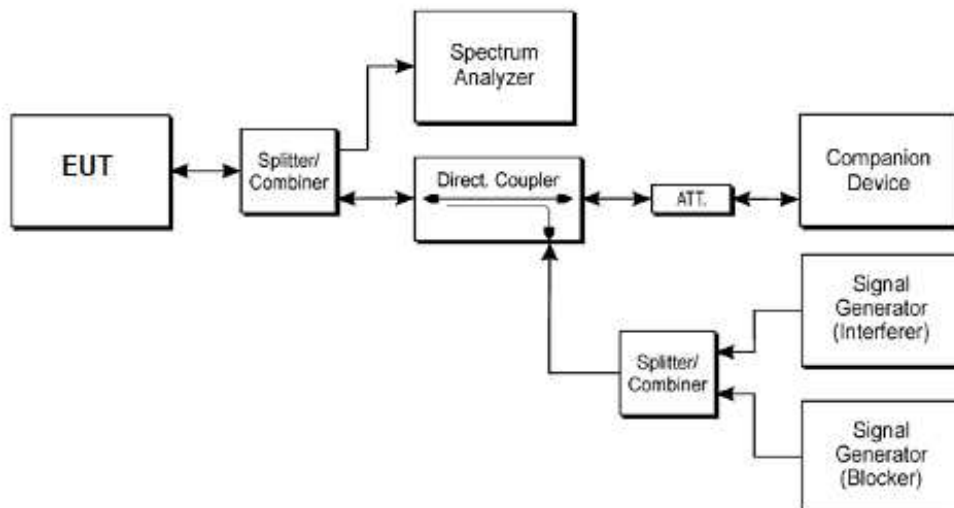 Spectrum
Analyzer
EUT
Splitter/
Combiner
Direct. Coupler
ATT.
Companion
Device
Signal
Generator
(Interferer)
Splitter/
Combiner
Signal
Generator
(Blocker)